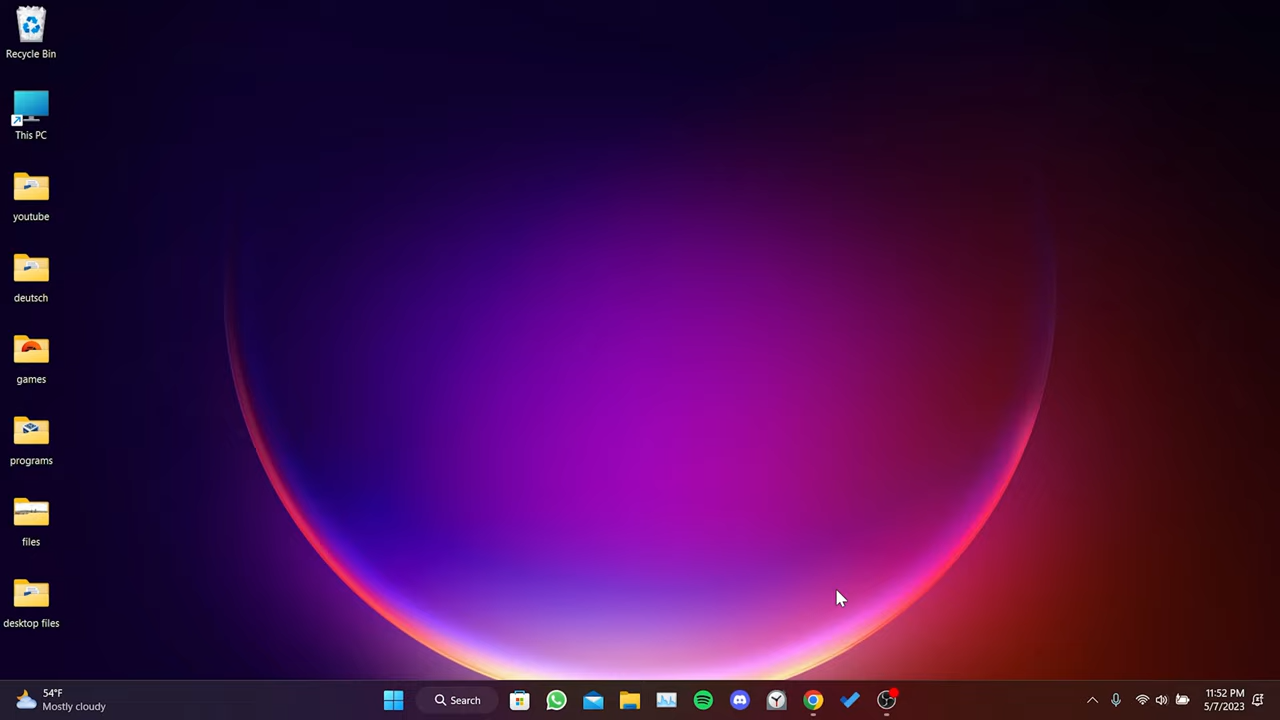 Recycle Bin
This PC
youtube
deutsch
games
programs
files
desktop files
54°F
Mostly cloudy
Search
11:52 PM
5/7/2023